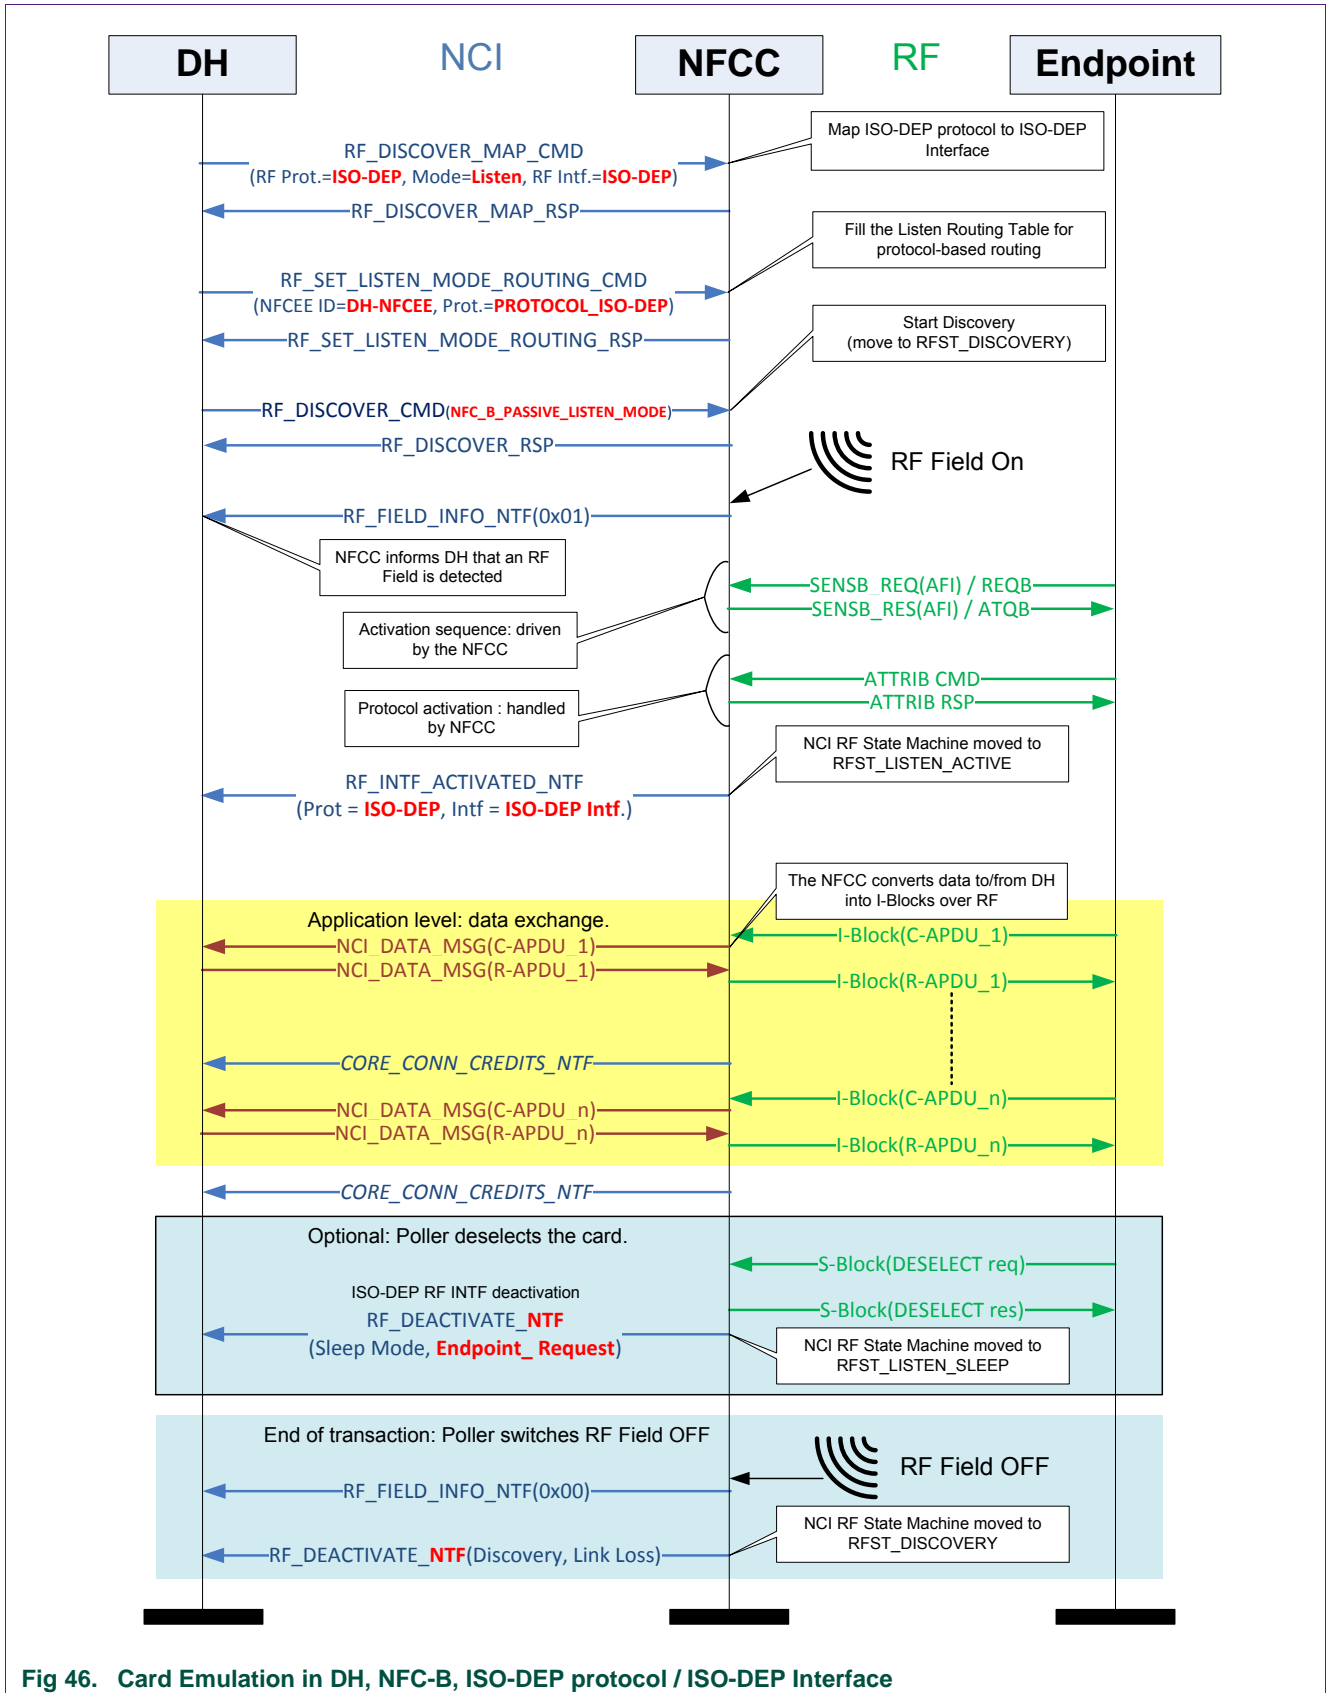 DH
NCI
NFCC
RF
Endpoint
Map ISO-DEP protocol to ISO-DEP
Interface
RF_DISCOVER_MAP_CMD
(RF Prot.=ISO-DEP, Mode=Listen, RF Intf.=ISO-DEP)
RF_DISCOVER_MAP_RSP
Fill the Listen Routing Table for
protocol-based routing
RF_SET_LISTEN_MODE_ROUTING_CMD
(NFCEE ID=DH-NFCEE, Prot.=PROTOCOL_ISO-DEP)
RF_SET_LISTEN_MODE_ROUTING_RSP
Start Discovery
(move to RFST_DISCOVERY)
RF_DISCOVER_CMD(NFC_B_PASSIVE_LISTEN_MODE)
RF_DISCOVER_RSP
RF Field On
RF_FIELD_INFO_NTF(0x01)
NFCC informs DH that an RF
Field is detected
SENSB_REQ(AFI) / REQB
SENSB_RES(AFI) / ATQB
Activation sequence: driven
by the NFCC
ATTRIB CMD
ATTRIB RSP
Protocol activation : handled
by NFCC
NCI RF State Machine moved to
RFST_LISTEN_ACTIVE
RF_INTF_ACTIVATED_NTF
(Prot = ISO-DEP, Intf = ISO-DEP Intf.)
The NFCC converts data to/from DH
into I-Blocks over RF
Application level: data exchange.
I-Block(C-APDU_1)
NCI_DATA_MSG(C-APDU_1)
NCI_DATA_MSG(R-APDU_1)
I-Block(R-APDU_1)
CORE_CONN_CREDITS_NTF
I-Block(C-APDU_n)
NCI_DATA_MSG(C-APDU_n)
NCI_DATA_MSG(R-APDU_n)
I-Block(R-APDU_n)
CORE_CONN_CREDITS_NTF
Optional: Poller deselects the card.
S-Block(DESELECT req)
ISO-DEP RF INTF deactivation
S-Block(DESELECT res)
RF_DEACTIVATE_NTF
(Sleep Mode, Endpoint_ Request)
NCI RF State Machine moved to
RFST_LISTEN_SLEEP
End of transaction: Poller switches RF Field OFF
RF Field OFF
RF_FIELD_INFO_NTF(0x00)
NCI RF State Machine moved to
RFST_DISCOVERY
RF_DEACTIVATE_NTF(Discovery, Link Loss)
Fig 46. Card Emulation in DH, NFC-B, ISO-DEP protocol / ISO-DEP Interface